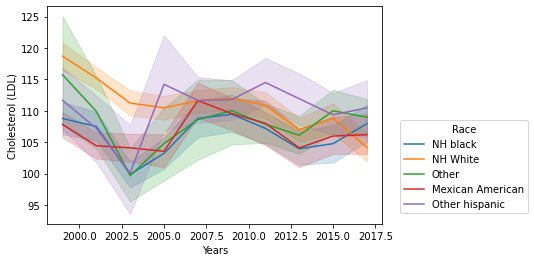 125
120
115
110
105
100
95
Cholesterol (LDL)
2000.0 2002.5 2005.0 2007.5 2010.0 2012.5 2015.0 2017.5
Years
Race
NH black
NH White
Other
Mexican American
Other hispanic